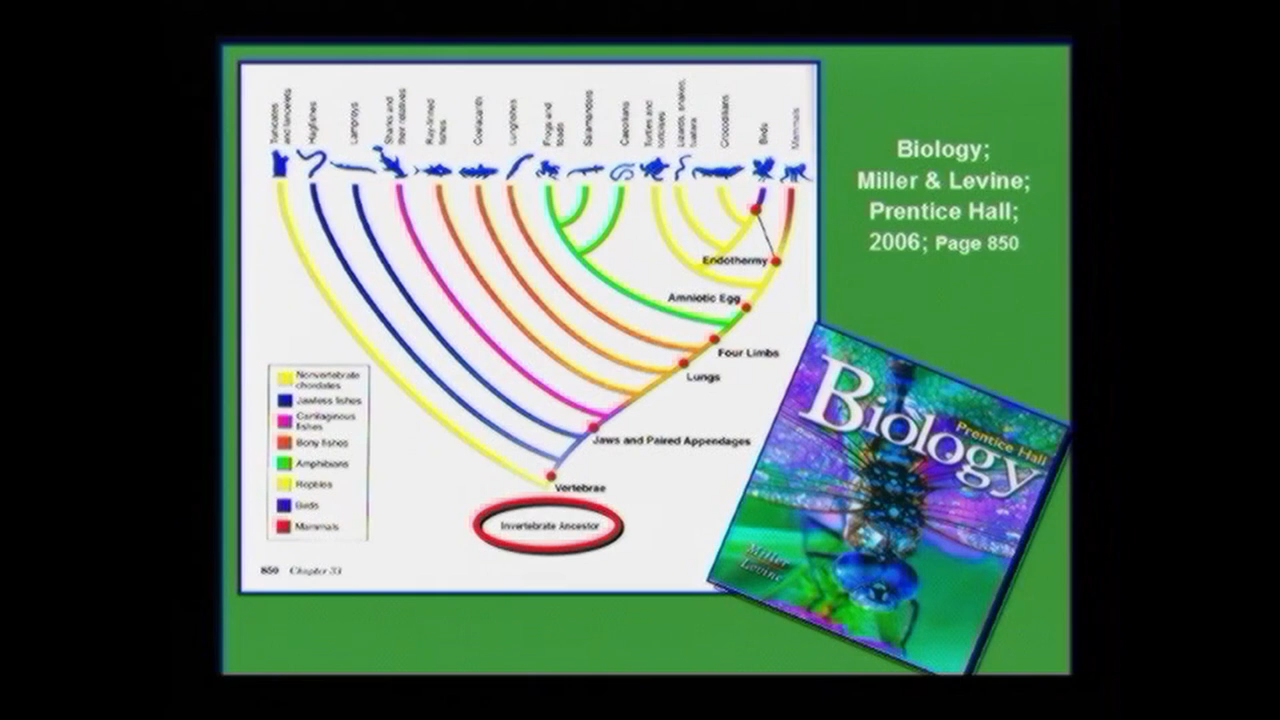 Tunicates
and lancelets
Hagfishes
Lampreys
Sharks and
their relatives
Ray-finned
fishes
Coelacanth
Lungfishes
Frogs and
toads
Salamanders
Caecilians
Turtles and
tortoises
Lizards, snakes,
tuatara
Crocodilians
Birds
Mammals
Endothermy
Amniotic Egg
Four Limbs
Lungs
Jaws and Paired Appendages
Vertebrae
Invertebrate Ancestor
Nonvertebrate
chordates
Jawless fishes
Cartilaginous
fishes
Bony fishes
Amphibians
Reptiles
Birds
Mammals
850 Chapter 33
Biology;
Miller & Levine;
Prentice Hall;
2006; Page 850
Prentice Hall
Biology
Miller
Levine